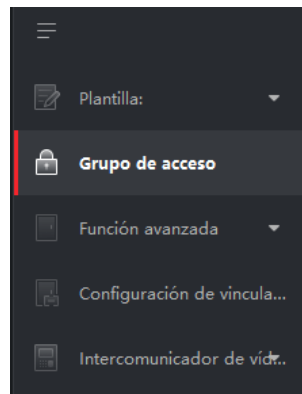 Plantilla:
Grupo de acceso
Función avanzada
Configuración de vincula...
Intercomunicador de víd...